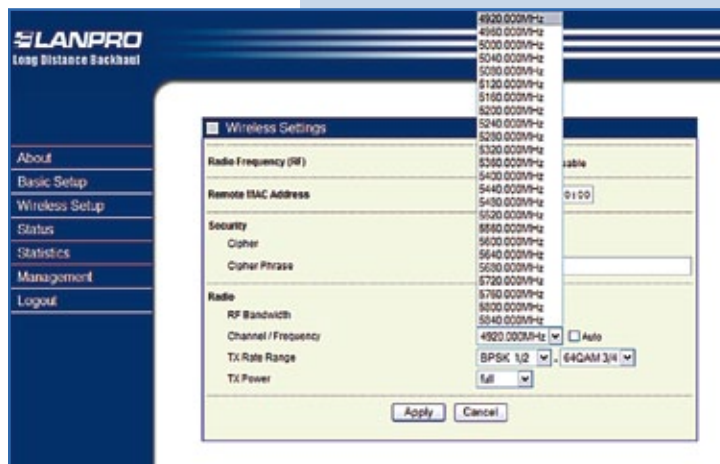 LANPRO
Long Distance Backhaul
About
Basic Setup
Wireless Setup
Status
Statistics
Management
Logout
Wireless Settings
Radio Frequency (RF)
Remote MAC Address
0:00
Security
Cipher
Cipher Phrase
Radio
RF Bandwidth
Channel / Frequency
4920.000MHz
Auto
TX Rate Range
BPSK 1/2 - 64QAM 3/4
TX Power
full
Apply Cancel
4920.000MHz
4960.000MHz
5000.000MHz
5040.000MHz
5080.000MHz
5120.000MHz
5160.000MHz
5200.000MHz
5240.000MHz
5280.000MHz
5320.000MHz
5360.000MHz
5400.000MHz
5440.000MHz
5480.000MHz
5520.000MHz
5560.000MHz
5600.000MHz
5640.000MHz
5680.000MHz
5720.000MHz
5760.000MHz
5800.000MHz
5840.000MHz